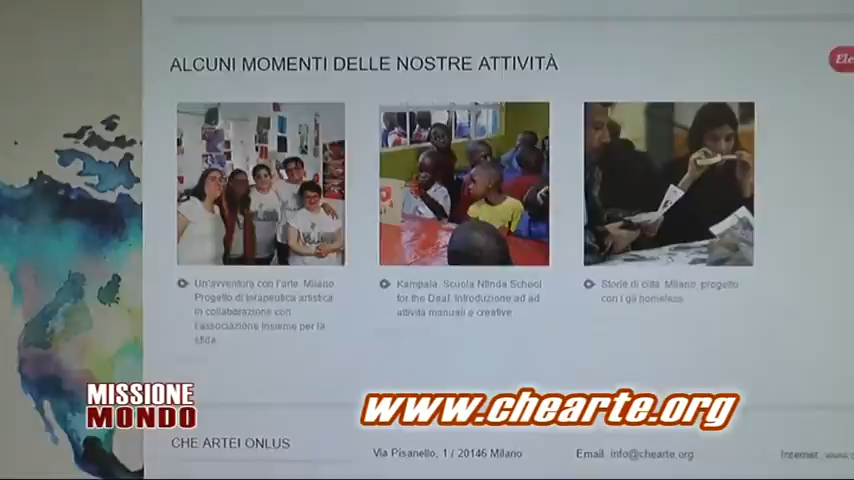 ALCUNI MOMENTI DELLE NOSTRE ATTIVITÀ
Ele
Un'avventura con l'arte. Milano.
Progetto di terapeutica artistica
in collaborazione con
l'associazione Insieme per la
sfida
Kampala. Scuola Ntinda School
for the Deaf. Introduzione ad ad
attività manuali e creative
Storie di città. Milano, progetto
con i gli homeless
MISSIONE
MONDO
www.chearte.org
CHE ARTE! ONLUS
Via Pisanello, 1 / 20146 Milano
Email info@chearte.org
Internet